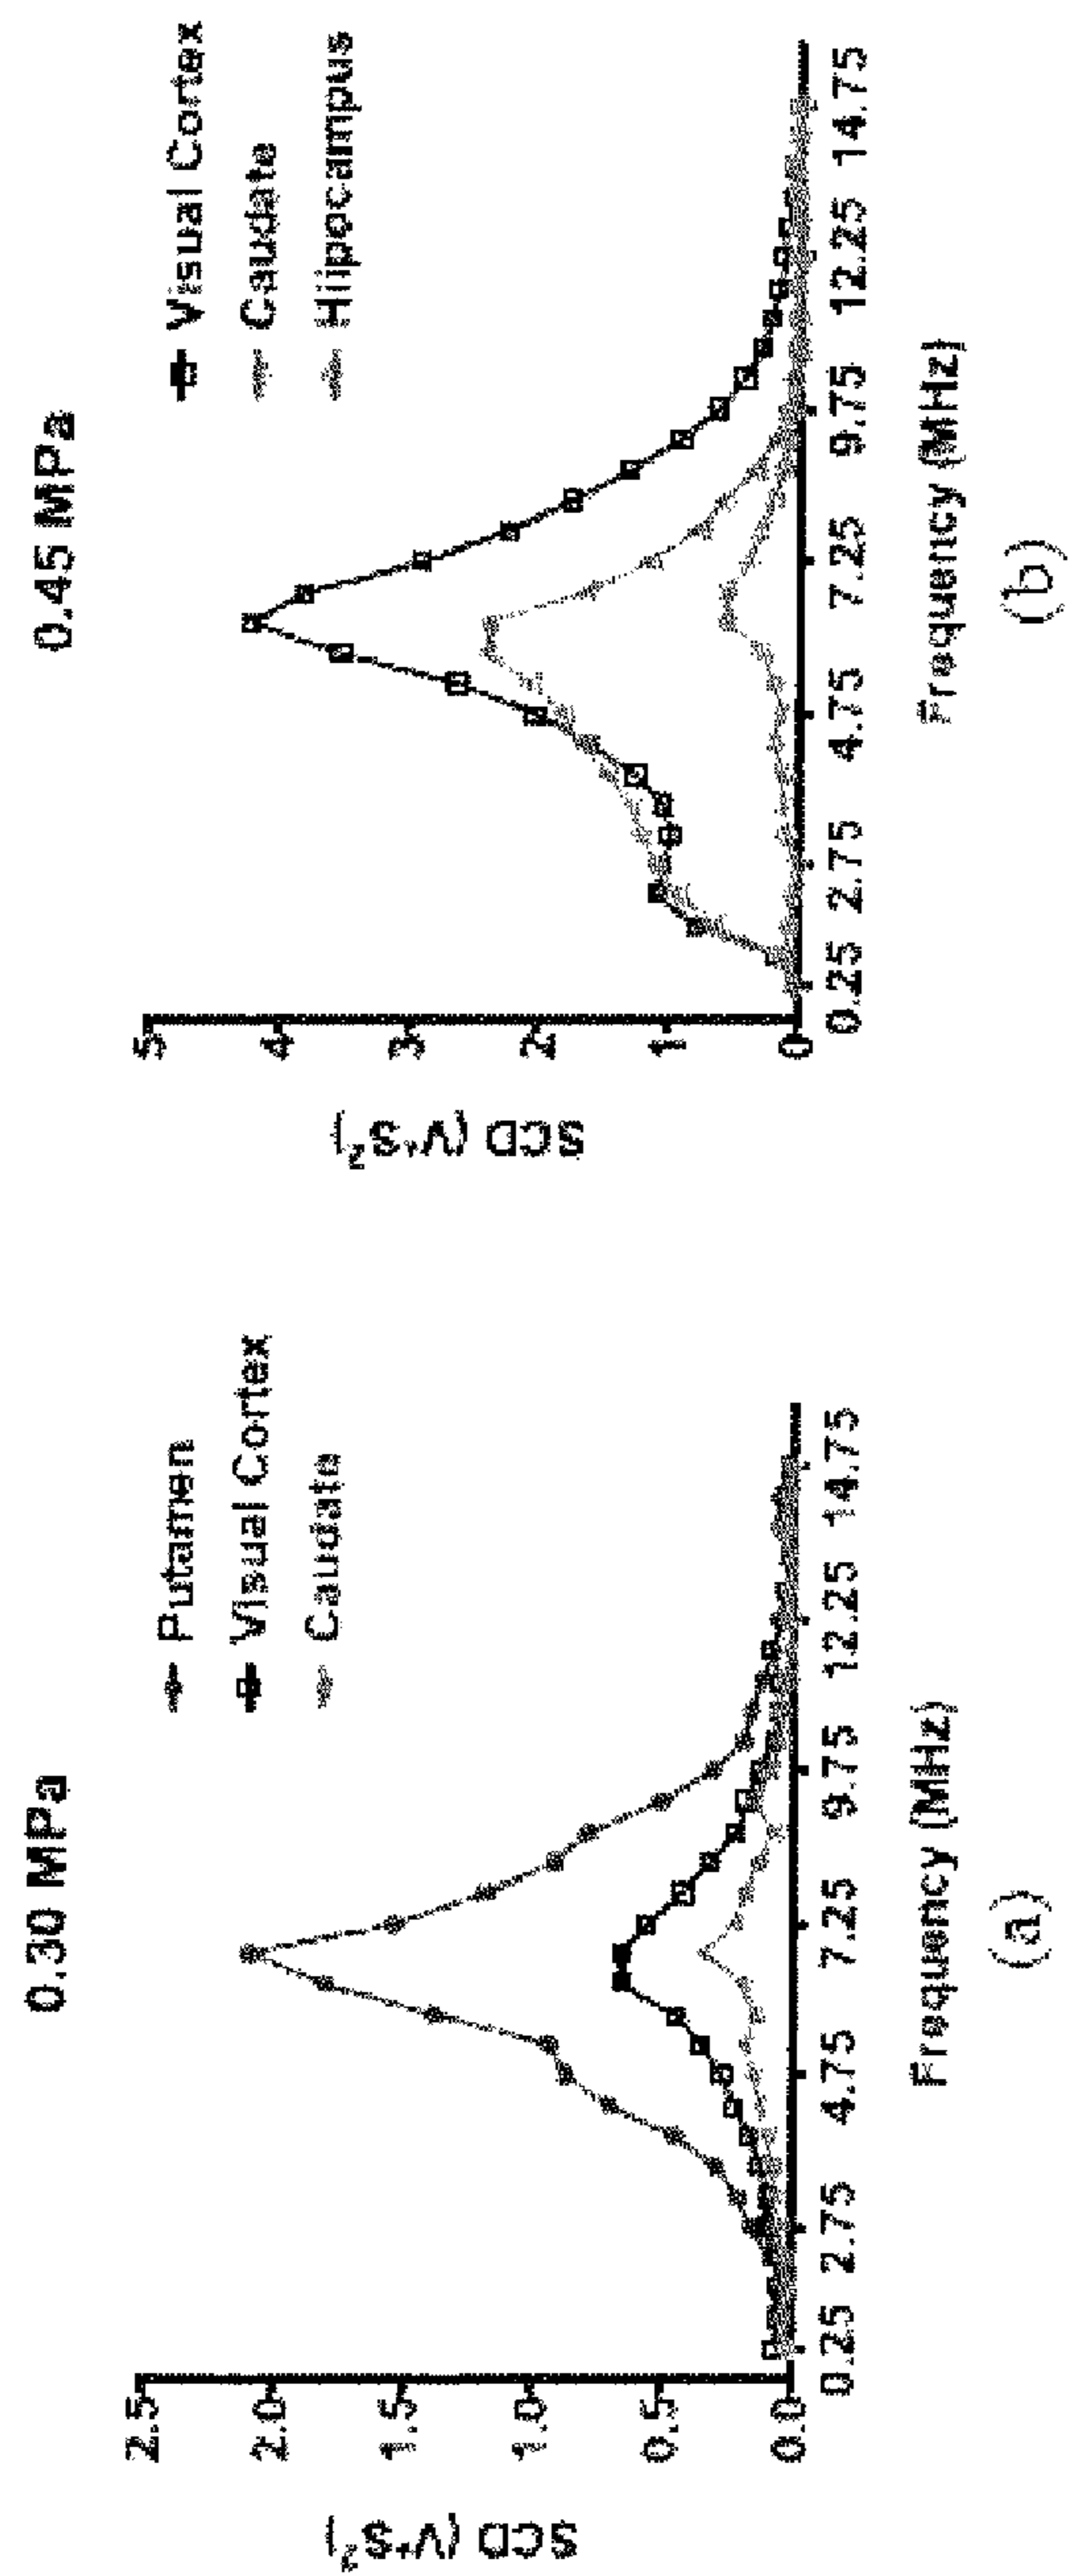 0.30 MPa
Putamen
Visual Cortex
Caudate
2.5
2.0
1.5
1.0
0.5
0.0
0.25 2.75 4.75 7.25 9.75 12.25 14.75
Frequency (MHz)
(a)
0.45 MPa
Visual Cortex
Caudate
5
4
3
2
1
0
SCD
0.25 2.75 4.75 7.25 9.75 12.25 14.75
SCD
Frequency (MHz)
(b)